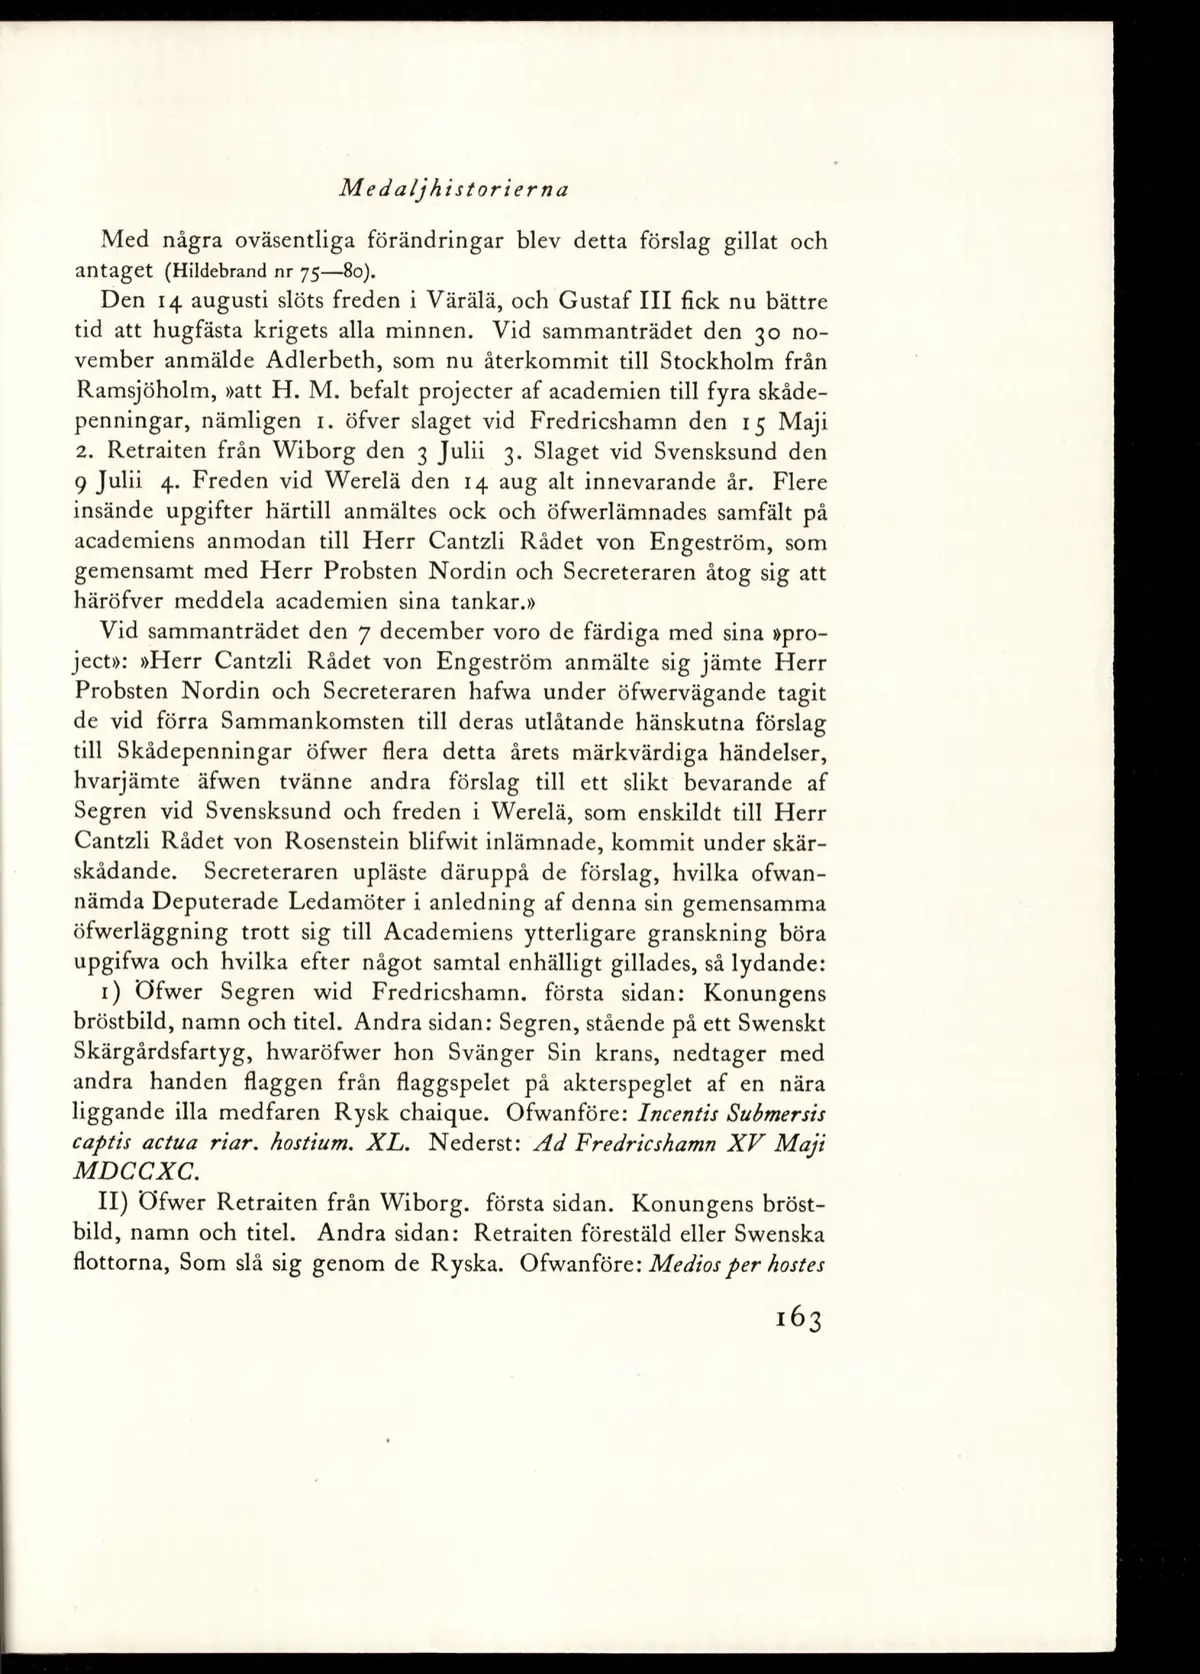 Medaljhistorierna
Med några oväsentliga förändringar blev detta förslag gillat och
antaget (Hildebrand nr 75—80).
Den 14 augusti slöts freden i Värälä, och Gustaf III fick nu bättre
tid att hugfästa krigets alla minnen. Vid sammanträdet den 30 no-
vember anmälde Adlerbeth, som nu återkommit till Stockholm från
Ramsjöholm, »att H. M. befalt projecter af academien till fyra skåde-
penningar, nämligen 1. öfver slaget vid Fredricshamn den 15 Maji
2. Retraiten från Wiborg den 3 Julii 3. Slaget vid Svensksund den
9 Julii 4. Freden vid Werelä den 14 aug alt innevarande år. Flere
insände upgifter härtill anmältes ock och öfwerlämnades samfält på
academiens anmodan till Herr Cantzli Rådet von Engeström, som
gemensamt med Herr Probsten Nordin och Secreteraren åtog sig att
häröfver meddela academien sina tankar.»
Vid sammanträdet den 7 december voro de färdiga med sina »pro-
ject»: »Herr Cantzli Rådet von Engeström anmälte sig jämte Herr
Probsten Nordin och Secreteraren hafwa under öfwervägande tagit
de vid förra Sammankomsten till deras utlåtande hänskutna förslag
till Skådepenningar öfwer flera detta årets märkvärdiga händelser,
hvarjämte äfwen tvänne andra förslag till ett slikt bevarande af
Segren vid Svensksund och freden i Werelä, som enskildt till Herr
Cantzli Rådet von Rosenstein blifwit inlämnade, kommit under skär-
skådande. Secreteraren upläste däruppå de förslag, hvilka ofwan-
nämda Deputerade Ledamöter i anledning af denna sin gemensamma
öfwerläggning trott sig till Academiens ytterligare granskning böra
upgifwa och hvilka efter något samtal enhälligt gillades, så lydande:
1) Öfwer Segren wid Fredricshamn. första sidan: Konungens
bröstbild, namn och titel. Andra sidan: Segren, stående på ett Swenskt
Skärgårdsfartyg, hwaröfwer hon Svänger Sin krans, nedtager med
andra handen flaggen från flaggspelet på akterspeglet af en nära
liggande illa medfaren Rysk chaique. Ofwanföre: Incentis Submersis
captis actua riar. hostium. XL. Nederst: Ad Fredricshamn XV Maji
MDCCXC.
II) Öfwer Retraiten från Wiborg. första sidan. Konungens bröst-
bild, namn och titel. Andra sidan: Retraiten förestäld eller Swenska
flottorna, Som slå sig genom de Ryska. Ofwanföre: Medios per hostes
163